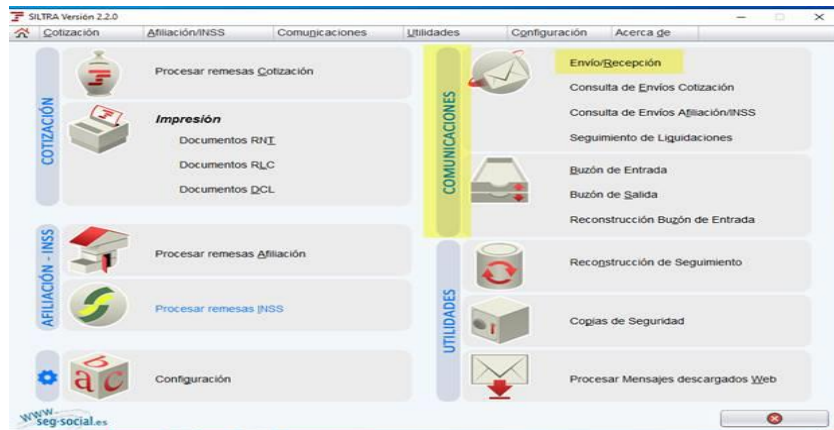 SILTRA Versión 2.2.0
Cotización Afiliación/INSS Comunicaciones Utilidades Configuración Acerca de
COTIZACIÓN
Procesar remesas Cotización
Impresión
Documentos RNT
Documentos RLC
Documentos DCL
AFILIACIÓN - INSS
Procesar remesas Afiliación
Procesar remesas INSS
abc
Configuración
www.
seg-social.es
COMUNICACIONES
Envío/Recepción
Consulta de Envíos Cotización
Consulta de Envíos Afiliación/INSS
Seguimiento de Liquidaciones
Buzón de Entrada
Buzón de Salida
Reconstrucción Buzón de Entrada
UTILIDADES
Reconstrucción de Seguimiento
Copias de Seguridad
Procesar Mensajes descargados Web